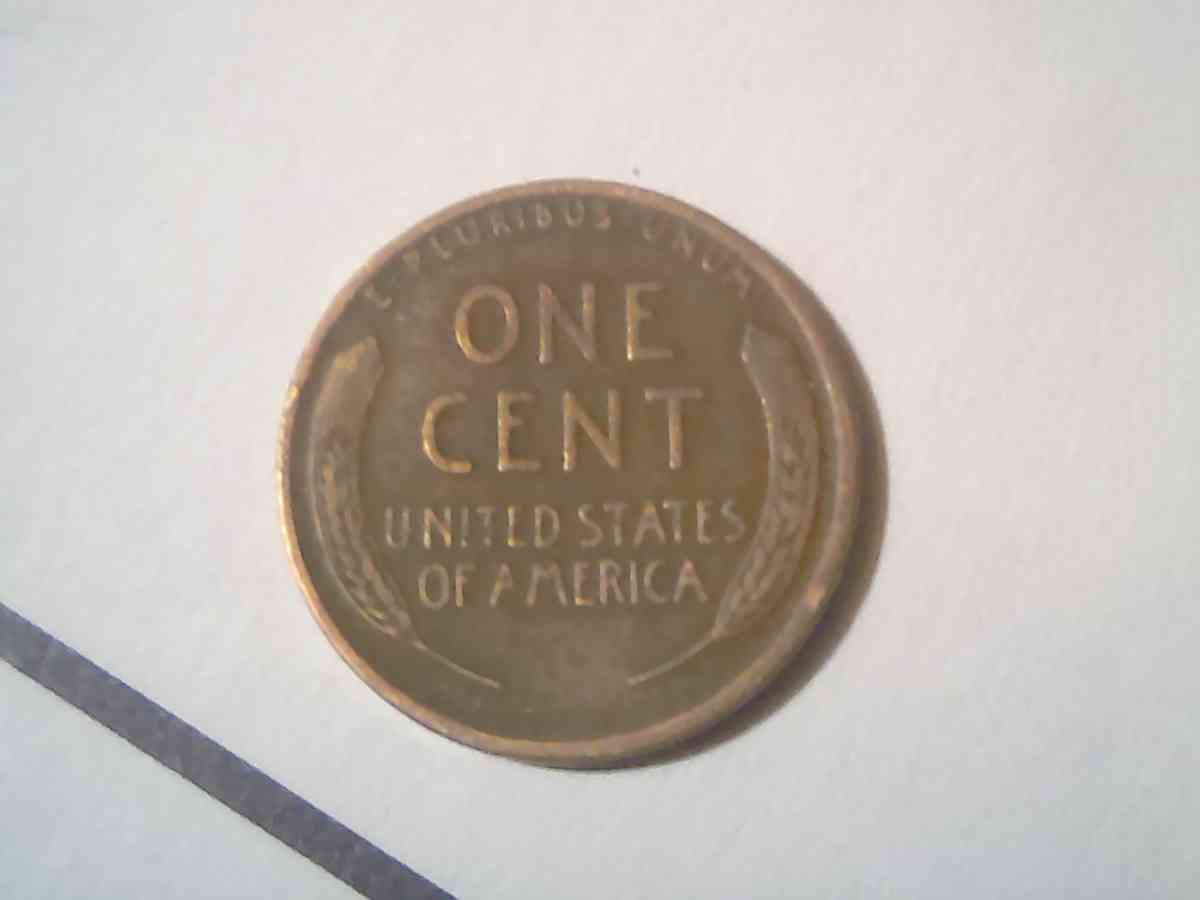 E PLURIBUS UNUM
ONE
CENT
UNITED STATES
OF AMERICA